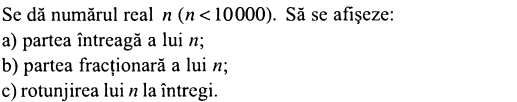 Se dă numărul real n (n < 10000). Să se afişeze:
a) partea întreagă a lui n;
b) partea fracţionară a lui n;
c) rotunjirea lui n la întregi.